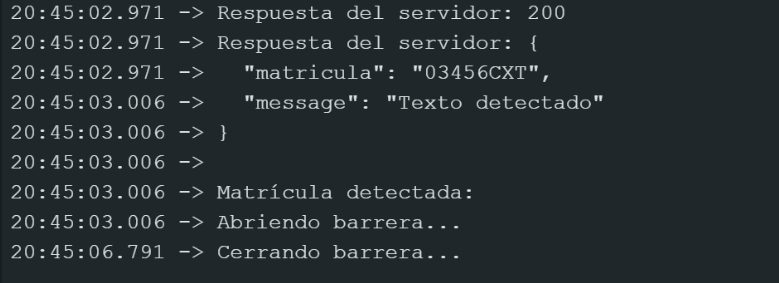 20:45:02.971 -> Respuesta del servidor: 200
20:45:02.971 -> Respuesta del servidor: {
20:45:02.971 ->   "matricula": "03456CXT",
20:45:03.006 ->   "message": "Texto detectado"
20:45:03.006 -> }
20:45:03.006 ->
20:45:03.006 -> Matrícula detectada:
20:45:03.006 -> Abriendo barrera...
20:45:06.791 -> Cerrando barrera...